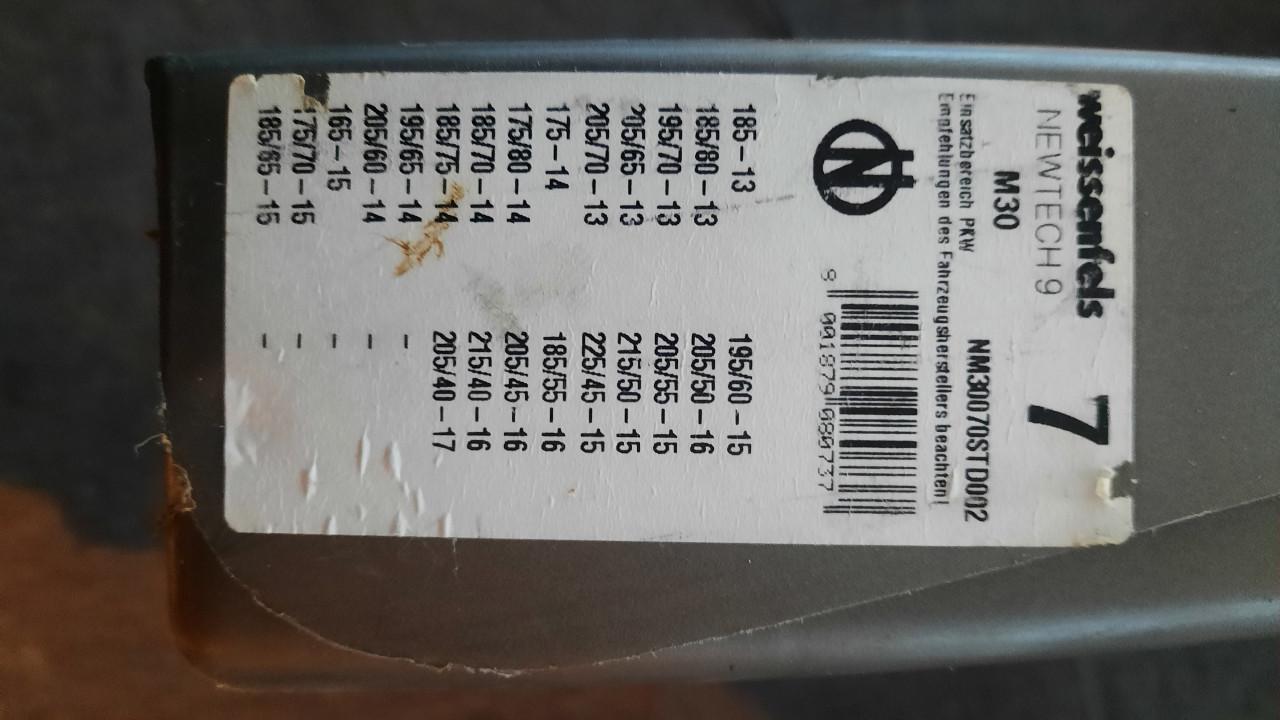 weissenfels 7
NEWTECH 9
M30 NM30070STD002
Einsatzbereich PKW
Empfehlungen des Fahrzeugherstellers beachten!
N
9 001879 080737
185-13 195/60-15
185/80-13 205/50-16
195/70-13 205/55-15
205/65-13 215/50-15
205/70-13 225/45-15
175-14 185/55-16
175/80-14 205/45-16
185/70-14 215/40-16
185/75-14 205/40-17
195/65-14 -
205/60-14 -
165-15 -
175/70-15 -
185/65-15 -